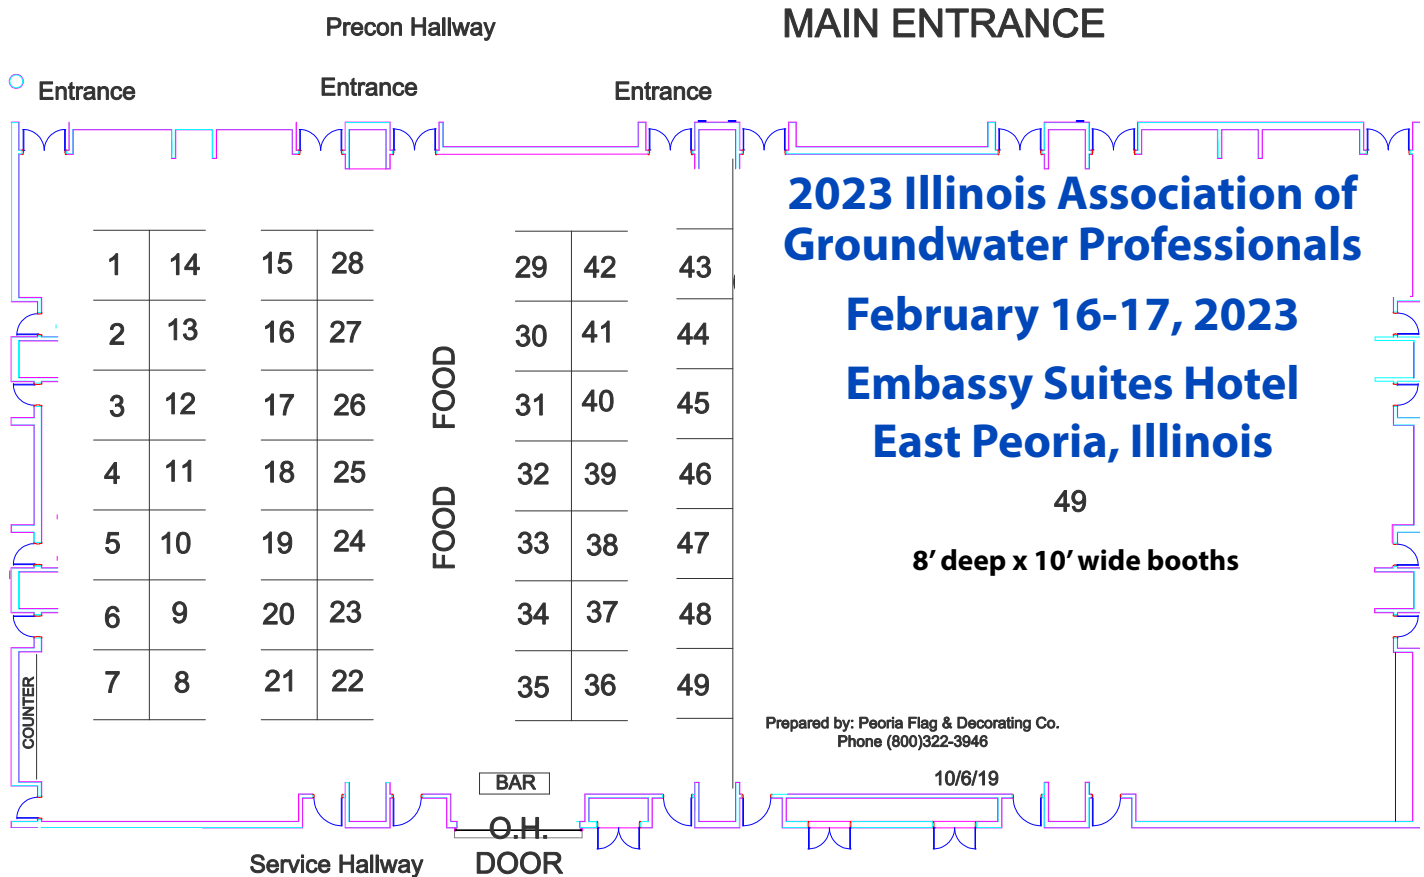 Precon Hallway
MAIN ENTRANCE
Entrance
Entrance
Entrance
2023 Illinois Association of
Groundwater Professionals
February 16-17, 2023
Embassy Suites Hotel
East Peoria, Illinois
49
8’ deep x 10’ wide booths
1 14 15 28 29 42 43
2 13 16 27 30 41 44
3 12 17 26 31 40 45
4 11 18 25 32 39 46
5 10 19 24 33 38 47
6 9 20 23 34 37 48
7 8 21 22 35 36 49
FOOD
FOOD
COUNTER
Prepared by: Peoria Flag & Decorating Co.
Phone (800)322-3946
10/6/19
BAR
O.H.
DOOR
Service Hallway